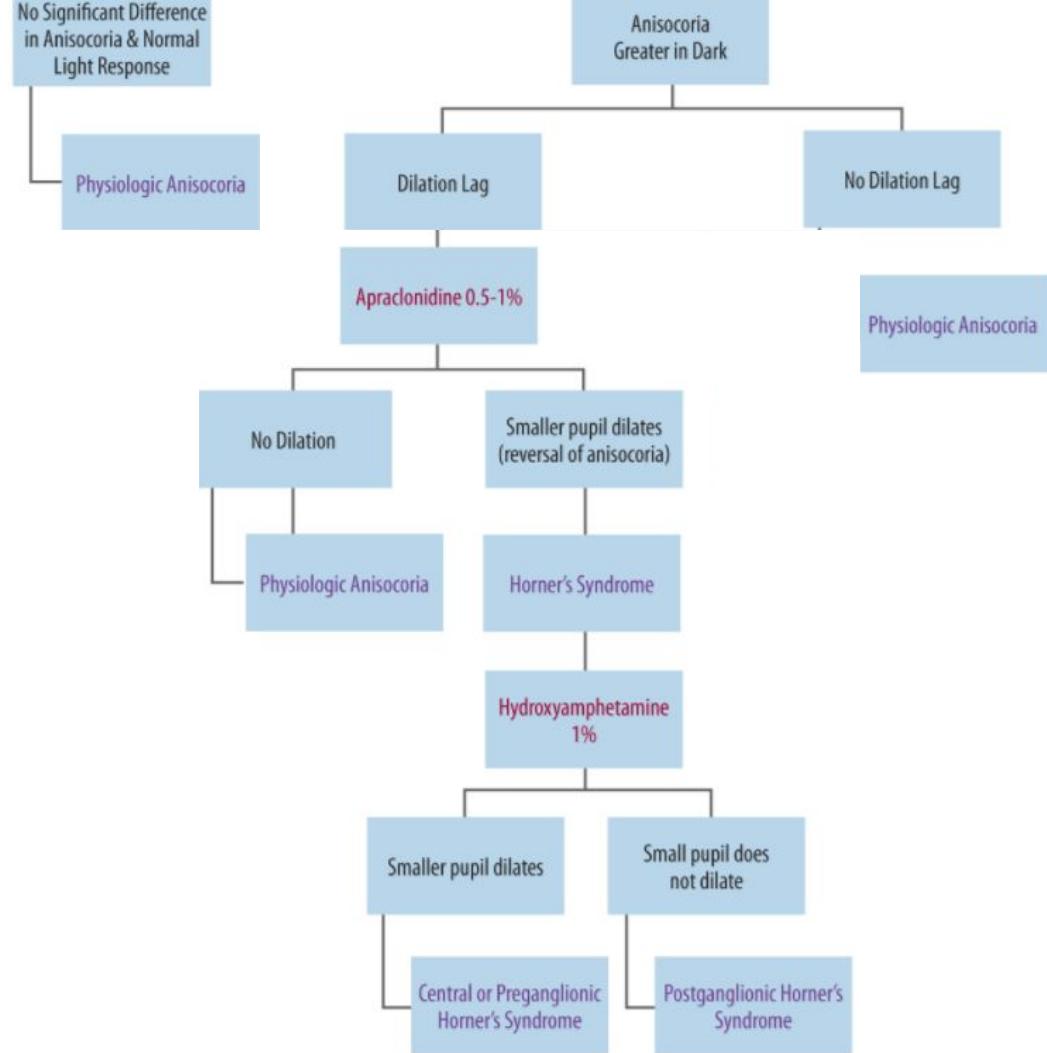 No Significant Difference
in Anisocoria & Normal
Light Response
Anisocoria
Greater in Dark
Physiologic Anisocoria
Dilation Lag
No Dilation Lag
Apraclonidine 0.5-1%
Physiologic Anisocoria
No Dilation
Smaller pupil dilates
(reversal of anisocoria)
Physiologic Anisocoria
Horner's Syndrome
Hydroxyamphetamine
1%
Smaller pupil dilates
Small pupil does
not dilate
Central or Preganglionic
Horner's Syndrome
Postganglionic Horner's
Syndrome